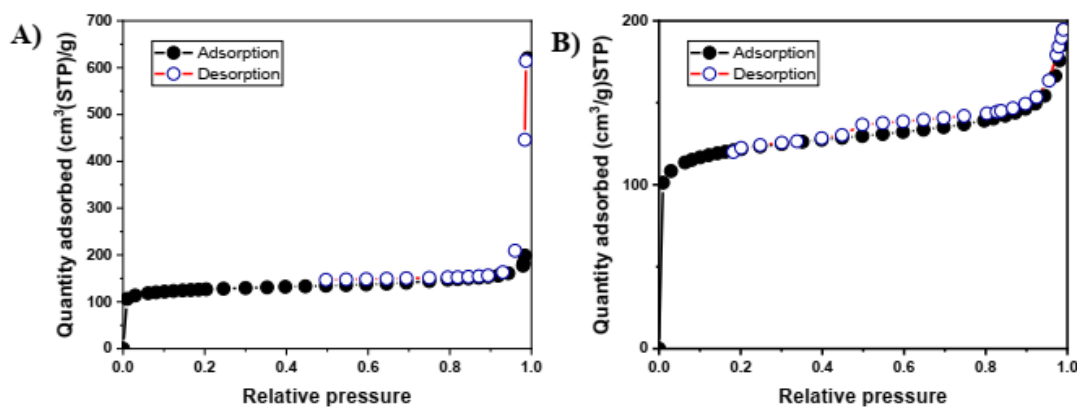 A)
Adsorption
Desorption
Quantity adsorbed (cm³(STP)/g)
700
600
500
400
300
200
100
0
0.0 0.2 0.4 0.6 0.8 1.0
Relative pressure
B)
Adsorption
Desorption
Quantity adsorbed (cm³/g)STP)
200
100
0
0.0 0.2 0.4 0.6 0.8 1.0
Relative pressure